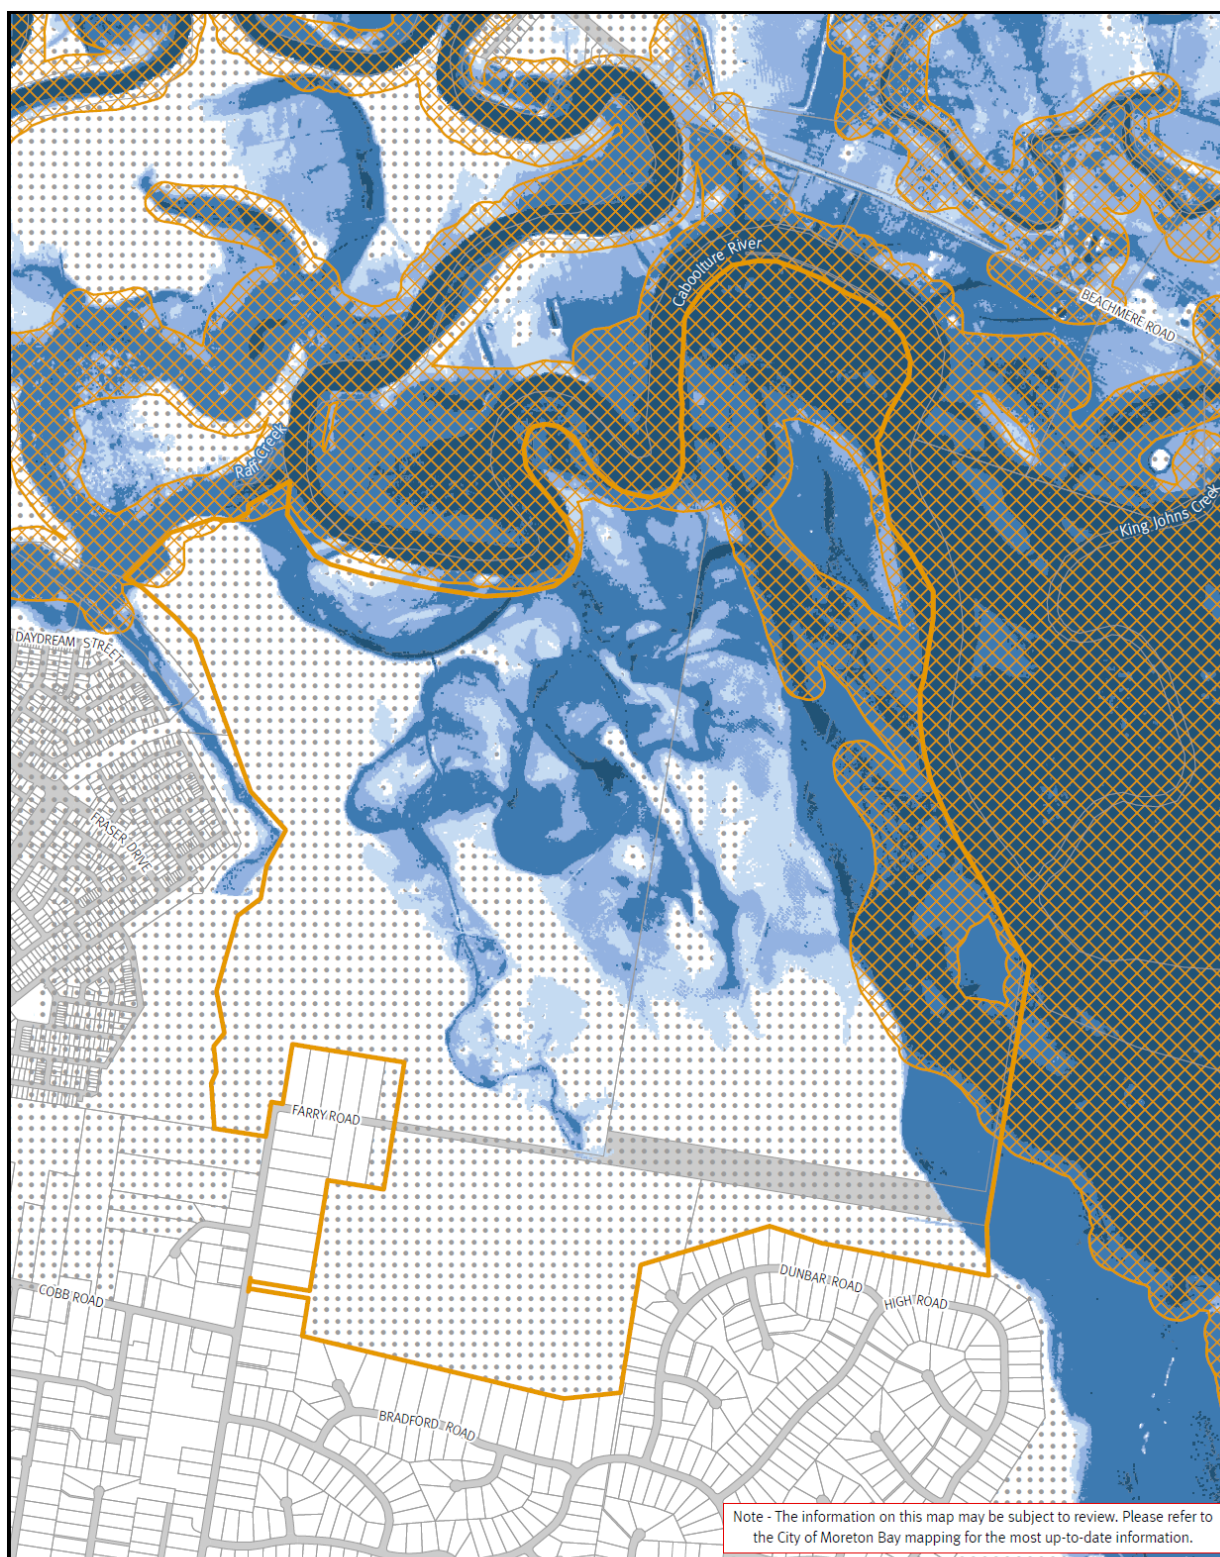 Caboolture River
BEACHMERE ROAD
Raff Creek
King Johns Creek
DAYDREAM STREET
FRASER DRIVE
FARRY ROAD
DUNBAR ROAD
COBB ROAD
HIGH ROAD
BRADFORD ROAD
Note - The information on this map may be subject to review. Please refer to
the City of Moreton Bay mapping for the most up-to-date information.